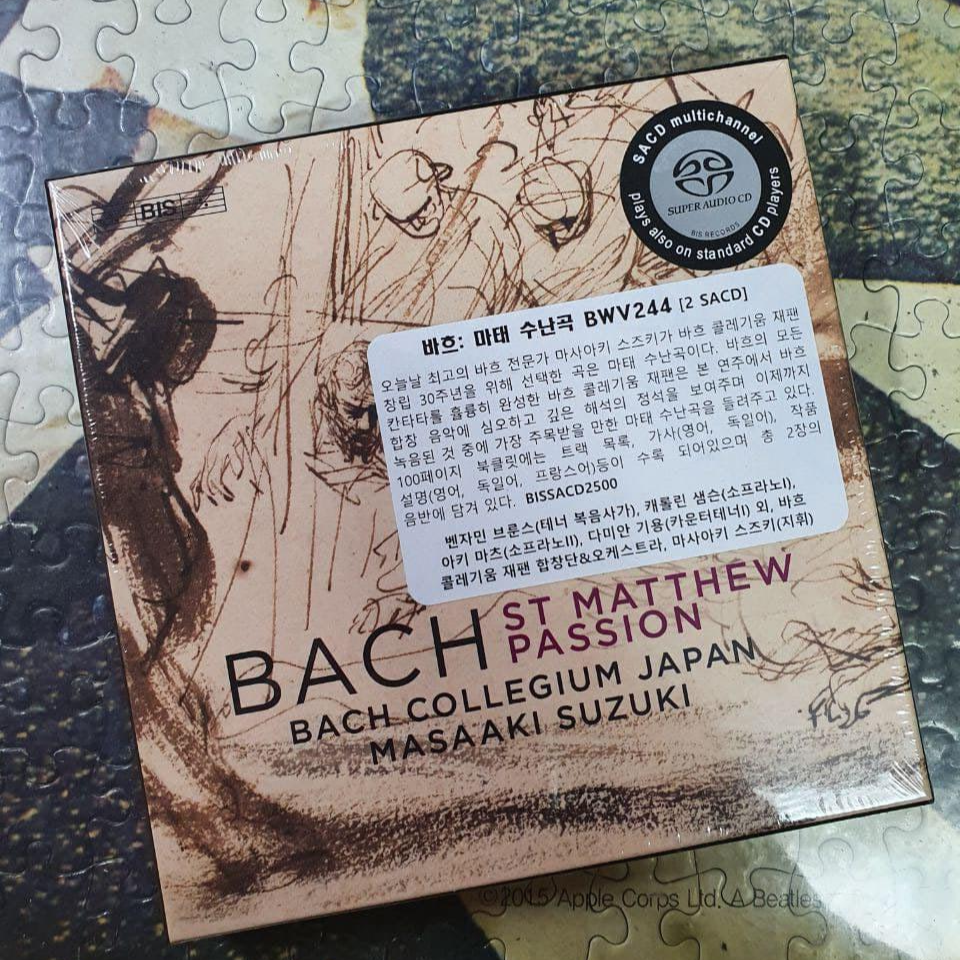 BIS
SACD multichannel
SUPER AUDIO CD
BIS RECORDS
plays also on standard CD players
바흐: 마태 수난곡 BWV244 [2 SACD]
오늘날 최고의 바흐 전문가 마사아키 스즈키가 바흐 콜레기움 재팬
창립 30주년을 위해 선택한 곡은 마태 수난곡이다. 바흐의 모든
칸타타를 훌륭히 완성한 바흐 콜레기움 재팬은 본 연주에서 바흐
합창 음악에 심오하고 깊은 해석의 정석을 보여주며 이제까지
녹음된 것 중에 가장 주목받을 만한 마태 수난곡을 들려주고 있다.
100페이지 북클릿에는 트랙 목록, 가사(영어, 독일어), 작품
설명(영어, 독일어, 프랑스어)등이 수록 되어있으며 총 2장의
음반에 담겨 있다. BISSACD2500
벤자민 브룬스(테너 복음사가), 캐롤린 샘슨(소프라노I),
아키 마츠(소프라노II), 다미안 기용(카운터테너I) 외, 바흐
콜레기움 재팬 합창단&오케스트라, 마사아키 스즈키(지휘)
BACH ST MATTHEW
PASSION
BACH COLLEGIUM JAPAN
MASAAKI SUZUKI
©2015 Apple Corps Ltd. A Beatles